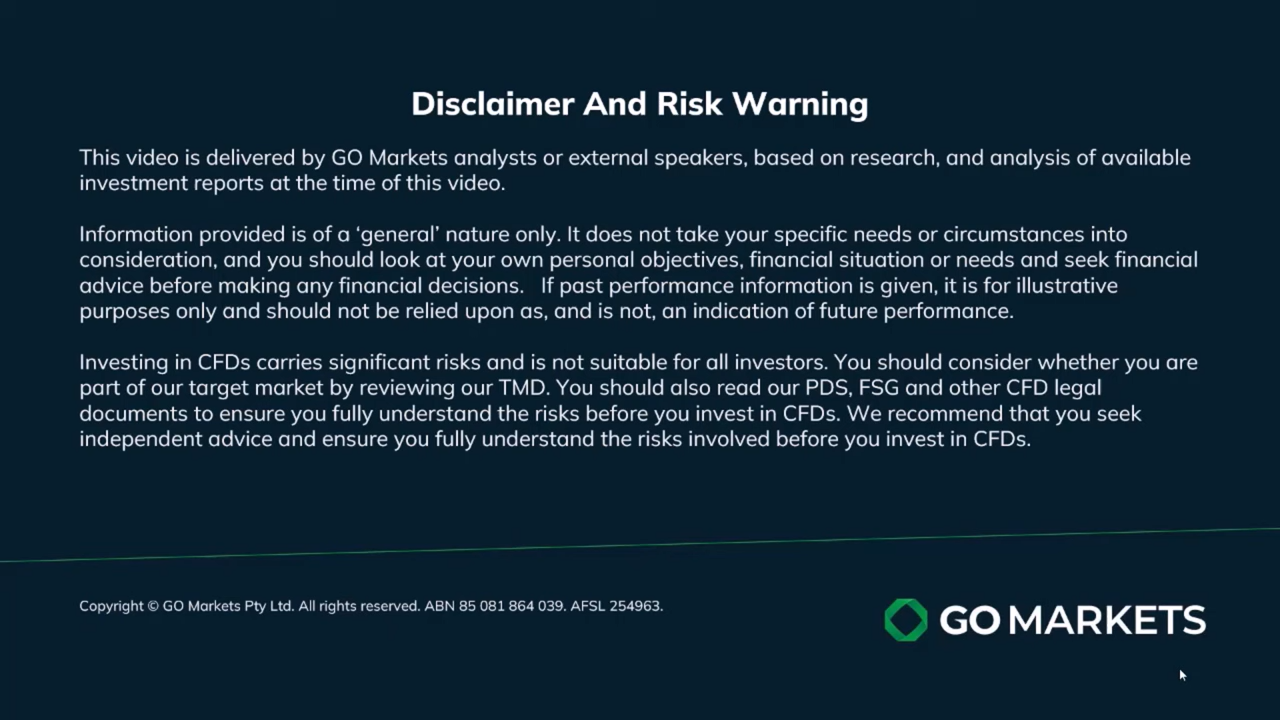 Disclaimer And Risk Warning
This video is delivered by GO Markets analysts or external speakers, based on research, and analysis of available
investment reports at the time of this video.
Information provided is of a ‘general’ nature only. It does not take your specific needs or circumstances into
consideration, and you should look at your own personal objectives, financial situation or needs and seek financial
advice before making any financial decisions.   If past performance information is given, it is for illustrative
purposes only and should not be relied upon as, and is not, an indication of future performance.
Investing in CFDs carries significant risks and is not suitable for all investors. You should consider whether you are
part of our target market by reviewing our TMD. You should also read our PDS, FSG and other CFD legal
documents to ensure you fully understand the risks before you invest in CFDs. We recommend that you seek
independent advice and ensure you fully understand the risks involved before you invest in CFDs.
Copyright © GO Markets Pty Ltd. All rights reserved. ABN 85 081 864 039. AFSL 254963.
GO MARKETS